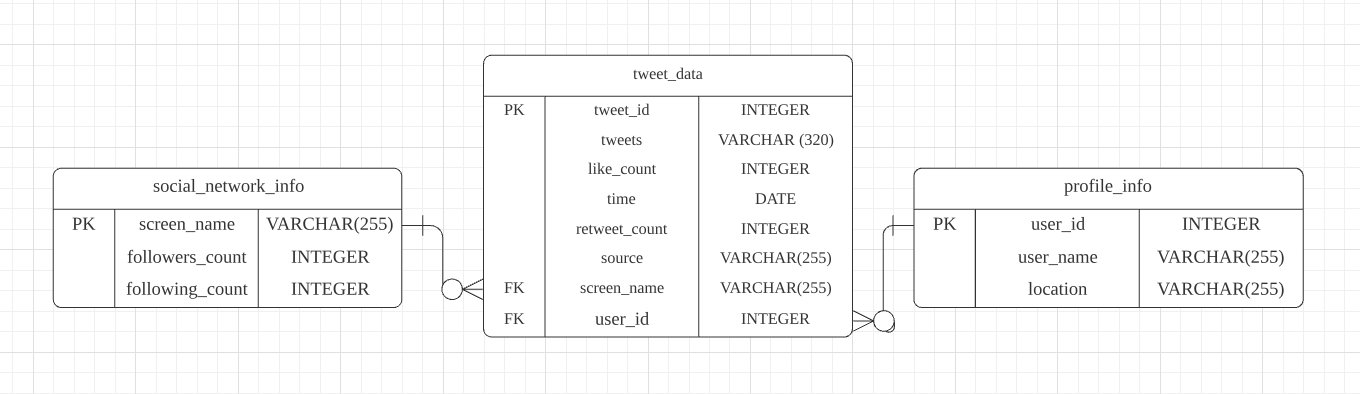 social_network_info
PK screen_name VARCHAR(255)
followers_count INTEGER
following_count INTEGER
tweet_data
PK tweet_id INTEGER
tweets VARCHAR (320)
like_count INTEGER
time DATE
retweet_count INTEGER
source VARCHAR(255)
FK screen_name VARCHAR(255)
FK user_id INTEGER
profile_info
PK user_id INTEGER
user_name VARCHAR(255)
location VARCHAR(255)